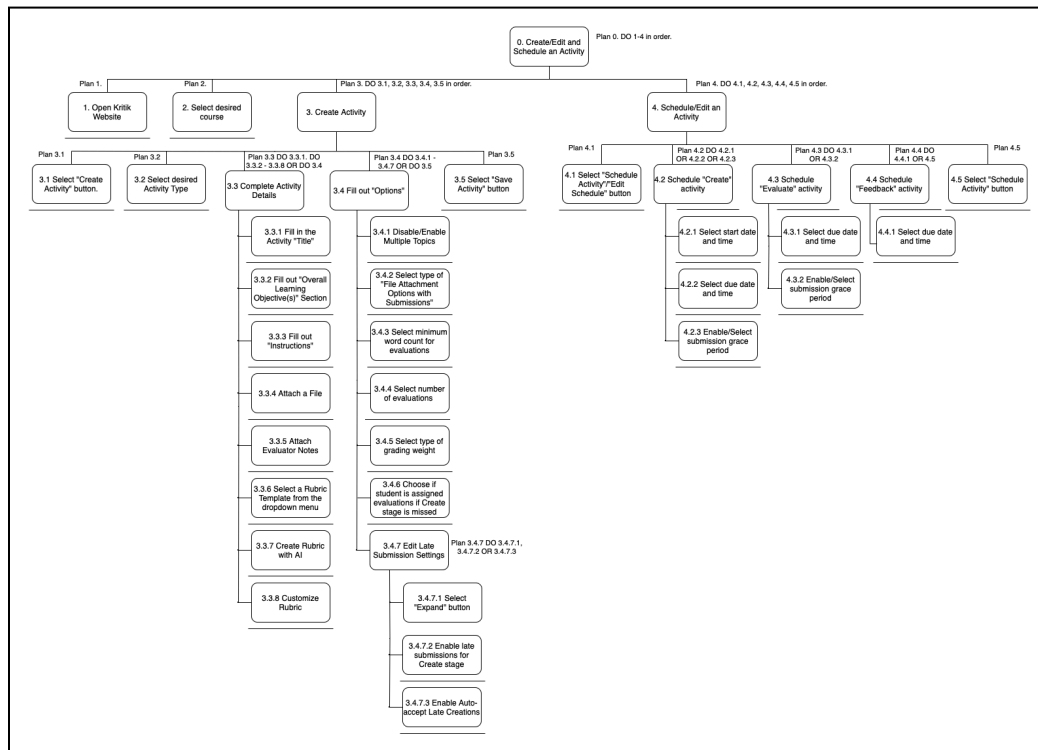 0. Create/Edit and
Schedule an Activity
Plan 0. DO 1-4 in order.
Plan 1.
1. Open Kritik
Website
Plan 2.
2. Select desired
course
Plan 3. DO 3.1, 3.2, 3.3, 3.4, 3.5 in order.
3. Create Activity
Plan 4. DO 4.1, 4.2, 4.3, 4.4, 4.5 in order.
4. Schedule/Edit an
Activity
Plan 3.1
3.1 Select "Create
Activity" button.
Plan 3.2
3.2 Select desired
Activity Type
Plan 3.3 DO 3.3.1. DO
3.3.2 - 3.3.8 OR DO 3.4
3.3 Complete Activity
Details
Plan 3.4 DO 3.4.1 -
3.4.7 OR DO 3.5
3.4 Fill out "Options"
Plan 3.5
3.5 Select "Save
Activity" button
Plan 4.1
4.1 Select "Schedule
Activity"/"Edit
Schedule" button
Plan 4.2 DO 4.2.1
OR 4.2.2 OR 4.2.3
4.2 Schedule "Create"
activity
Plan 4.3 DO 4.3.1 OR
4.3.2
4.3 Schedule
"Evaluate" activity
Plan 4.4 DO
4.4.1 OR 4.5
4.4 Schedule
"Feedback" activity
Plan 4.5
4.5 Select "Schedule
Activity" button
3.3.1 Fill in the
Activity "Title"
3.3.2 Fill out "Overall
Learning
Objective(s)" Section
3.3.3 Fill out
"Instructions"
3.3.4 Attach a File
3.3.5 Attach
Evaluator Notes
3.3.6 Select a Rubric
Template from the
dropdown menu
3.3.7 Create Rubric
with AI
3.3.8 Customize
Rubric
3.4.1 Disable/Enable
Multiple Topics
3.4.2 Select type of
"File Attachment
Options with
Submissions"
3.4.3 Select minimum
word count for
evaluations
3.4.4 Select number
of evaluations
3.4.5 Select type of
grading weight
3.4.6 Choose if
student is assigned
evaluations if Create
stage is missed
3.4.7 Edit Late
Submission Settings
Plan 3.4.7 DO 3.4.7.1,
3.4.7.2 OR 3.4.7.3
3.4.7.1 Select
"Expand" button
3.4.7.2 Enable late
submissions for
Create stage
3.4.7.3 Enable Auto-
accept Late Creations
4.2.1 Select start date
and time
4.2.2 Select due date
and time
4.2.3 Enable/Select
submission grace
period
4.3.1 Select due date
and time
4.3.2 Enable/Select
submission grace
period
4.4.1 Select due date
and time